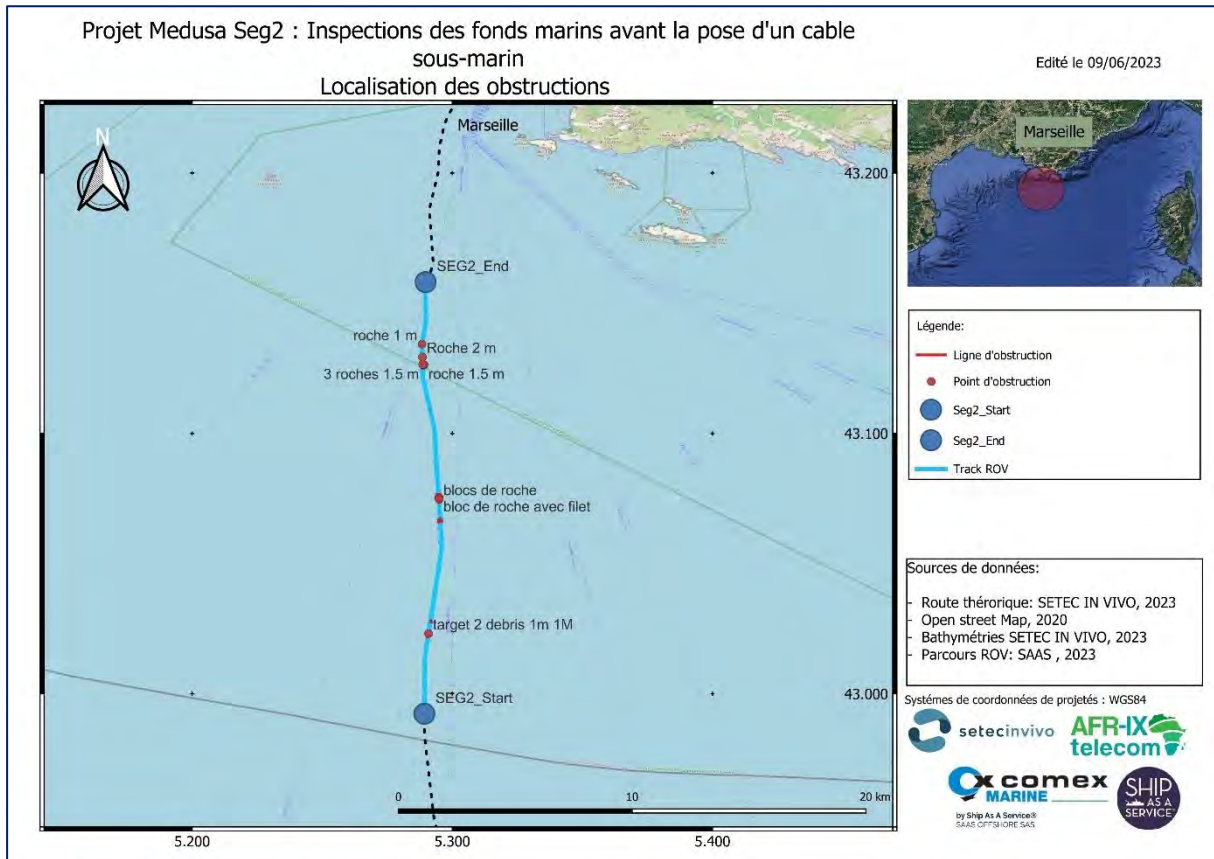 Projet Medusa Seg2 : Inspections des fonds marins avant la pose d'un cable
sous-marin
Localisation des obstructions
Edité le 09/06/2023
N
Marseille
43.200
SEG2_End
roche 1 m
Roche 2 m
3 roches 1.5 m
roche 1.5 m
43.100
blocs de roche
bloc de roche avec filet
target 2 debris 1m 1M
SEG2_Start
43.000
0
10
20 km
5.200
5.300
5.400
Marseille
Légende:
Ligne d'obstruction
Point d'obstruction
Seg2_Start
Seg2_End
Track ROV
Sources de données:
- Route thérorique: SETEC IN VIVO, 2023
- Open street Map, 2020
- Bathymétries SETEC IN VIVO, 2023
- Parcours ROV: SAAS , 2023
Systèmes de coordonnées de projetés : WGS84
setecinvivo
AFR-IX
telecom
comex
MARINE
by Ship As A Service®
SAAS OFFSHORE SAS
SHIP
AS A
SERVICE